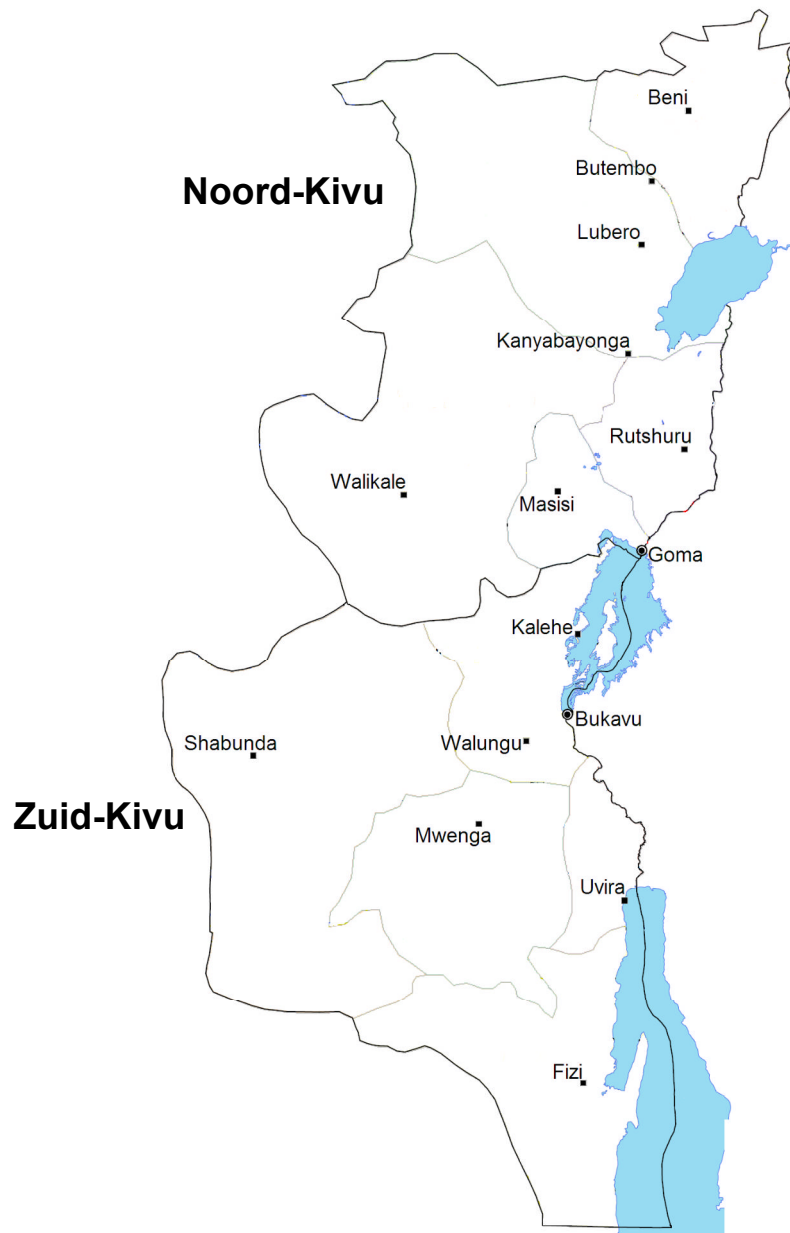 Beni
Butembo
Noord-Kivu
Lubero
Kanyabayonga
Rutshuru
Walikale
Masisi
Goma
Kalehe
Bukavu
Shabunda
Walungu
Zuid-Kivu
Mwenga
Uvira
Fizi